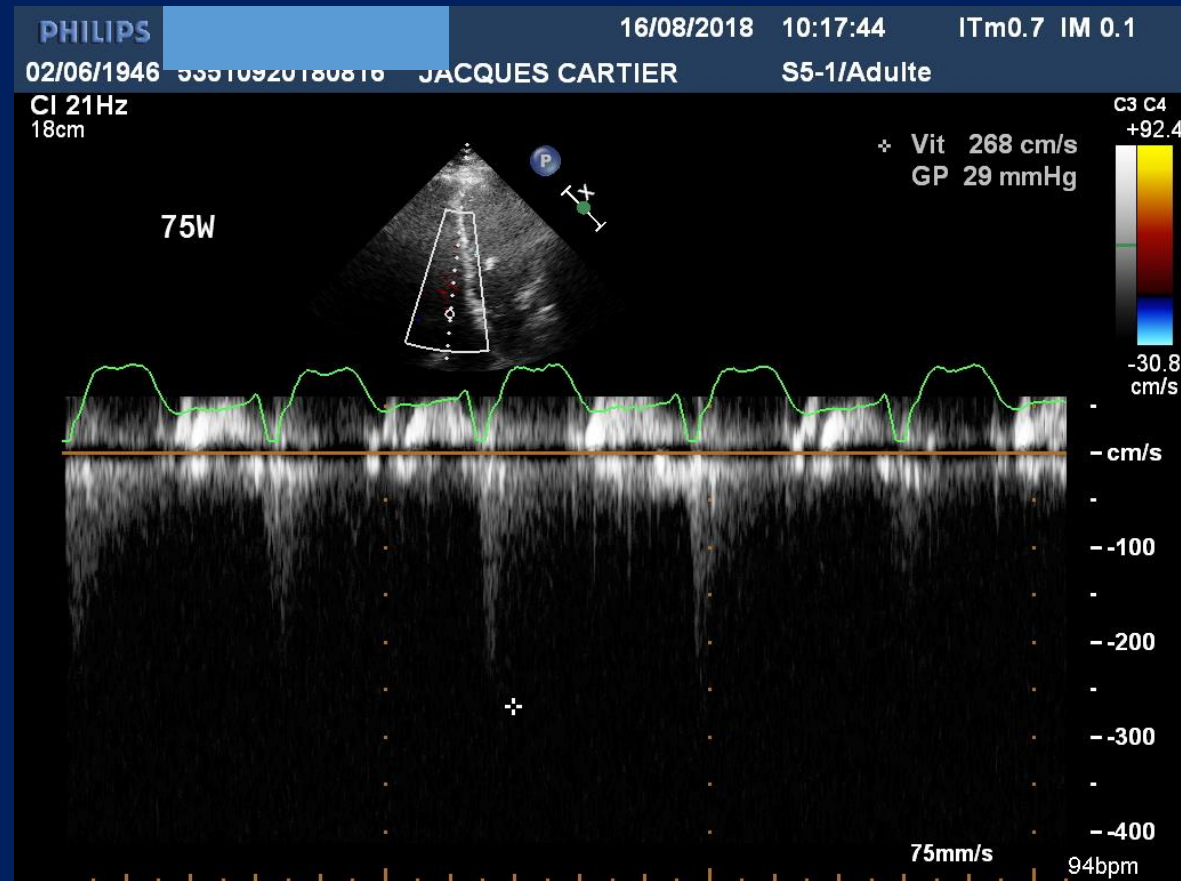 PHILIPS
16/08/2018 10:17:44 ITm0.7 IM 0.1
02/06/1946 53510920180816 JACQUES CARTIER S5-1/Adulte
CI 21Hz
18cm
C3 C4
+92.4
Vit 268 cm/s
GP 29 mmHg
P
X
75W
-30.8
cm/s
cm/s
-100
-200
-300
-400
75mm/s
94bpm